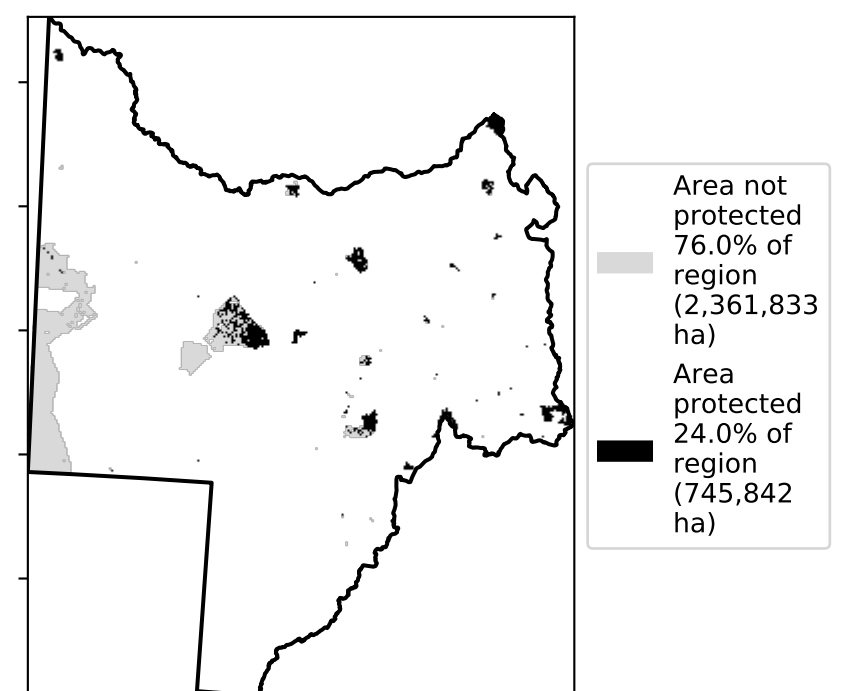 Area not
protected
76.0% of
region
(2,361,833
ha)
Area
protected
24.0% of
region
(745,842
ha)